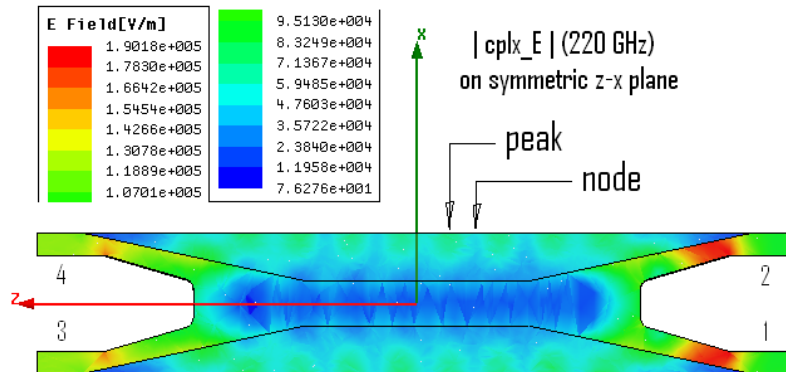 E Field[V/m]
1.9018e+005
1.7830e+005
1.6642e+005
1.5454e+005
1.4266e+005
1.3078e+005
1.1889e+005
1.0701e+005
9.5130e+004
8.3249e+004
7.1367e+004
5.9485e+004
4.7603e+004
3.5722e+004
2.3840e+004
1.1958e+004
7.6276e+001
x
| cplx_E | (220 GHz)
on symmetric z-x plane
peak
node
4
2
z
3
1